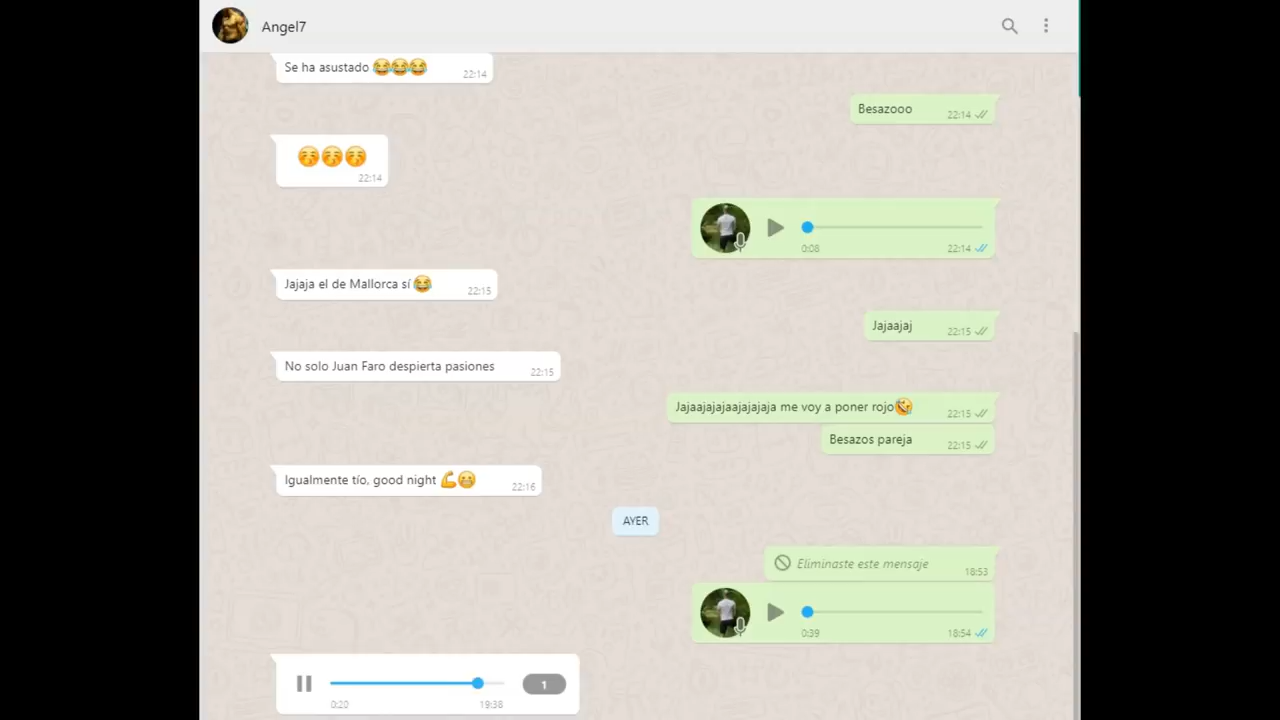 Angel7
Se ha asustado 😂😂😂 22:14
Besazooo 22:14
😚😚😚 22:14
0:08 22:14
Jajaja el de Mallorca sí 😂 22:15
Jajaajaj 22:15
No solo Juan Faro despierta pasiones 22:15
Jajaajajajaajajajaja me voy a poner rojo🤣 22:15
Besazos pareja 22:15
Igualmente tío, good night 💪😁 22:16
AYER
Eliminaste este mensaje 18:53
0:39 18:54
1
0:20 19:38